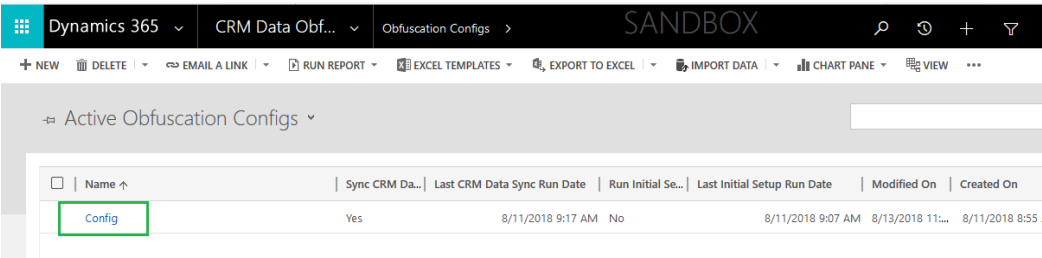 Dynamics 365 CRM Data Obf... Obfuscation Configs > SANDBOX
NEW DELETE EMAIL A LINK RUN REPORT EXCEL TEMPLATES EXPORT TO EXCEL IMPORT DATA CHART PANE VIEW ...
Active Obfuscation Configs
Name ↑ Sync CRM Da... Last CRM Data Sync Run Date Run Initial Se... Last Initial Setup Run Date Modified On Created On
Config Yes 8/11/2018 9:17 AM No 8/11/2018 9:07 AM 8/13/2018 11:... 8/11/2018 8:55